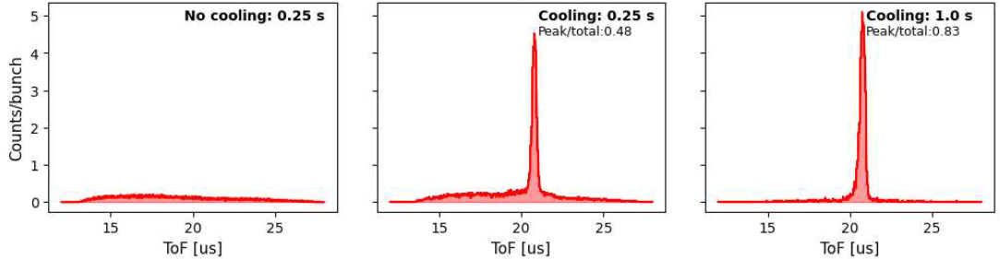 No cooling: 0.25 s
Cooling: 0.25 s
Peak/total:0.48
Cooling: 1.0 s
Peak/total:0.83
Counts/bunch
5
4
3
2
1
0
15 20 25
15 20 25
15 20 25
ToF [us]
ToF [us]
ToF [us]